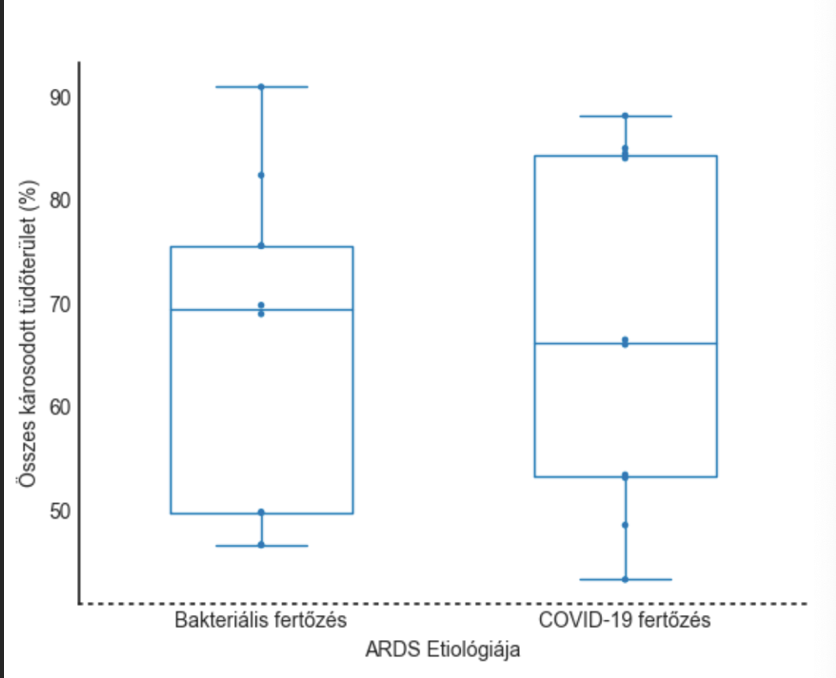 Összes károsodott tüdőterület (%)
90
80
70
60
50
Bakteriális fertőzés
COVID-19 fertőzés
ARDS Etiológiája